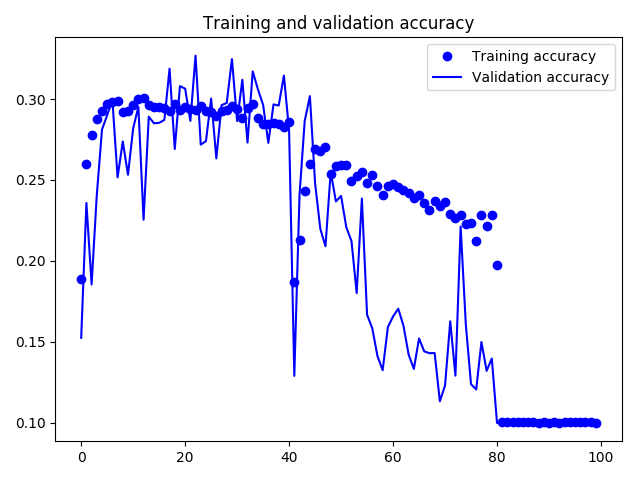 Training and validation accuracy
Training accuracy
Validation accuracy
0.30
0.25
0.20
0.15
0.10
0 20 40 60 80 100